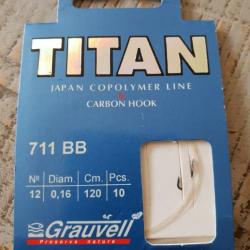 TITAN
JAPAN COPOLYMER LINE
CARBON HOOK
711 BB
Nº Diam. Cm. Pcs.
12 0,16 120 10
Grauvell
Preserve nature